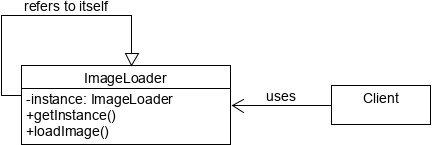 refers to itself
ImageLoader
-instance: ImageLoader
+getInstance()
+loadImage()
uses
Client